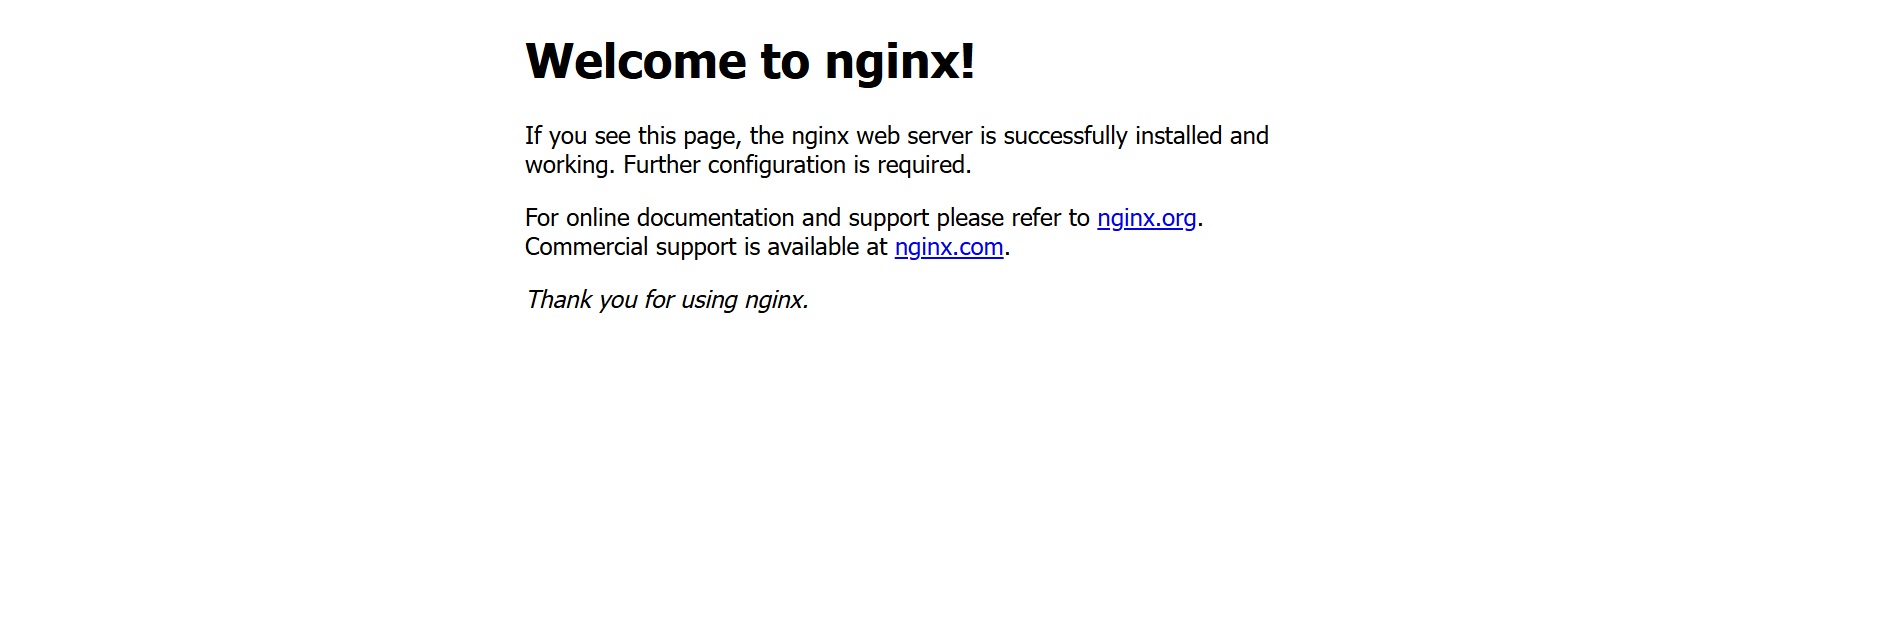 Welcome to nginx!
If you see this page, the nginx web server is successfully installed and
working. Further configuration is required.
For online documentation and support please refer to nginx.org.
Commercial support is available at nginx.com.
Thank you for using nginx.